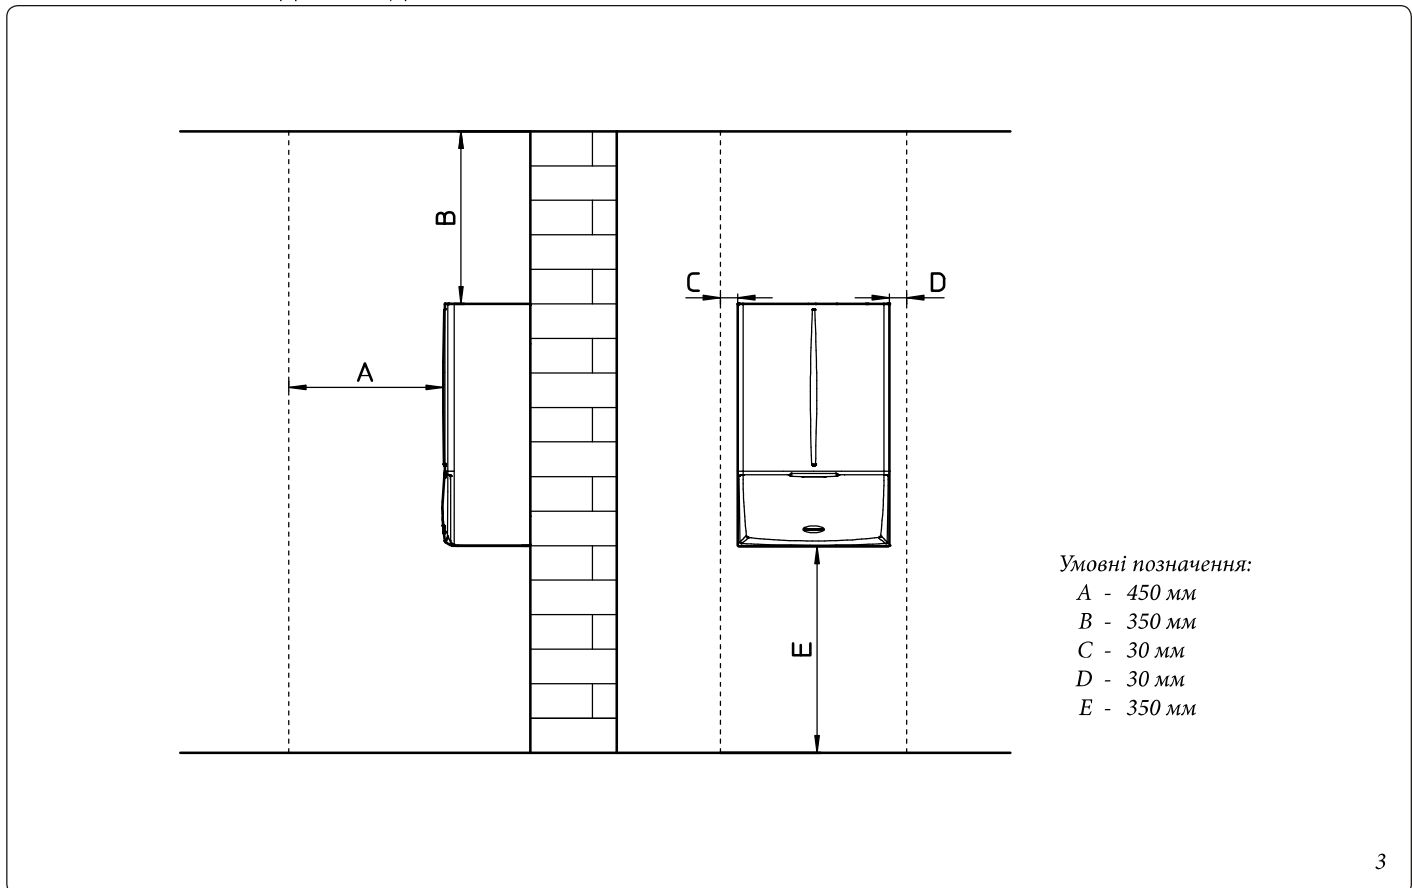 B
C
D
A
E
Умовні позначення:
A - 450 мм
B - 350 мм
C - 30 мм
D - 30 мм
E - 350 мм
3